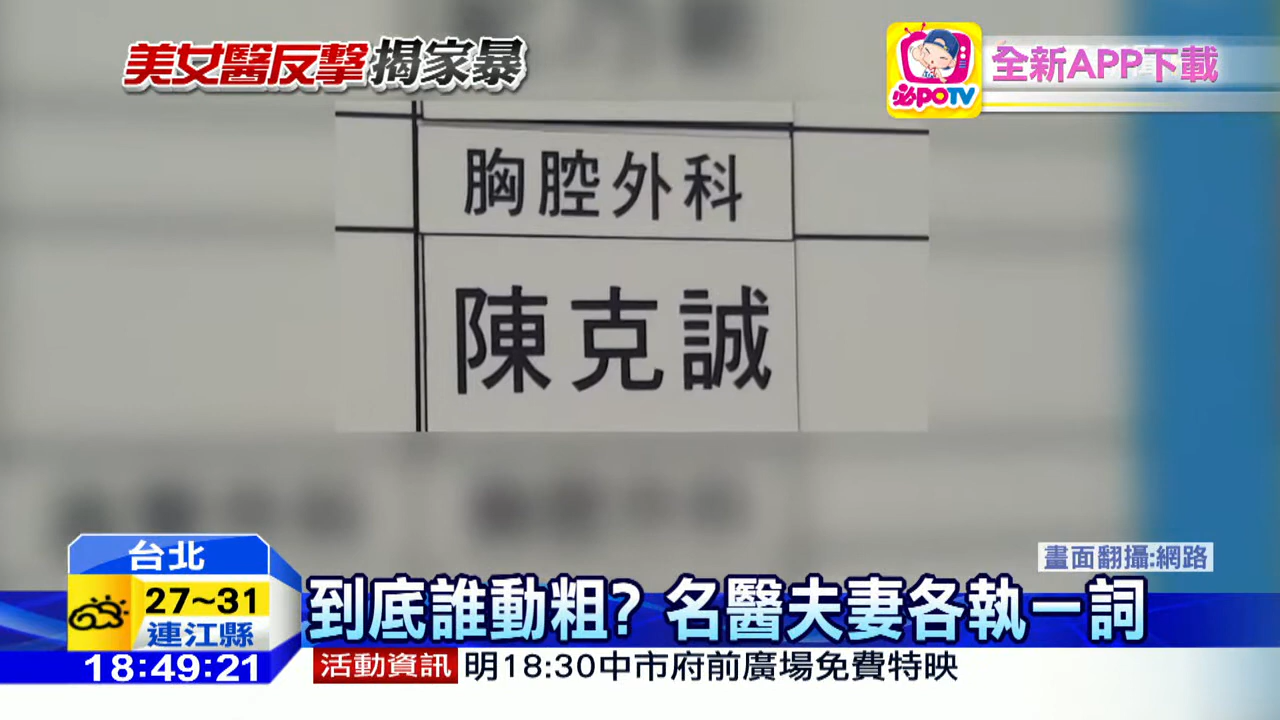 美女醫反擊揭家暴
必POTV
全新APP下載
胸腔外科
陳克誠
畫面翻攝:網路
台北
27~31
連江縣
18:49:21
到底誰動粗? 名醫夫妻各執一詞
活動資訊 明18:30中市府前廣場免費特映